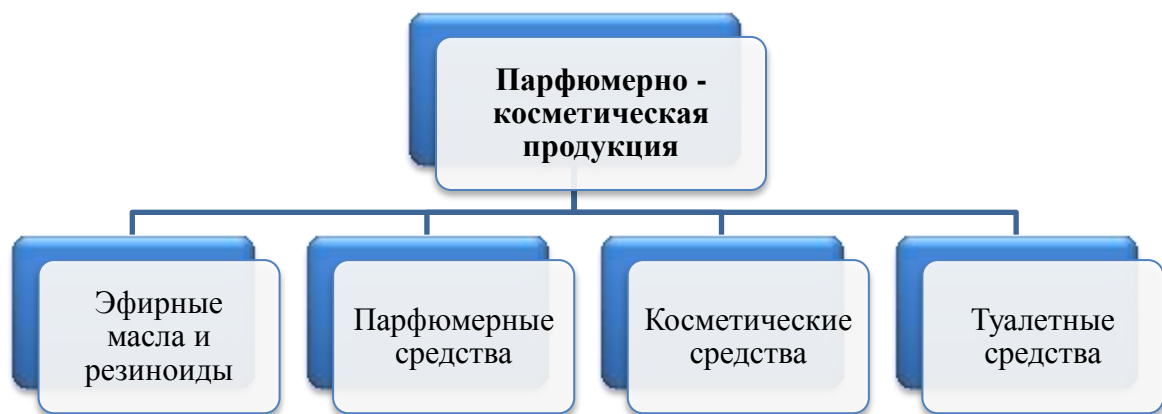 Парфюмерно -
косметическая
продукция
Эфирные
масла и
резиноиды
Парфюмерные
средства
Косметические
средства
Туалетные
средства